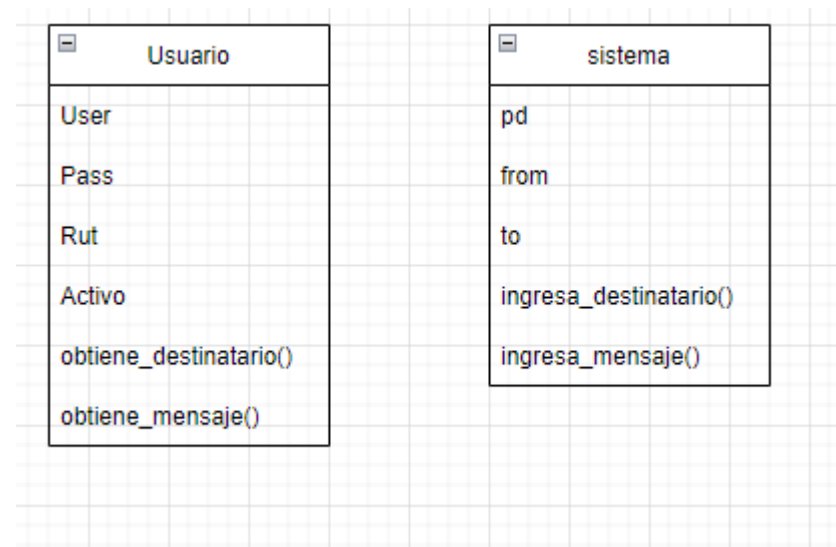 Usuario
User
Pass
Rut
Activo
obtiene_destinatario()
obtiene_mensaje()
sistema
pd
from
to
ingresa_destinatario()
ingresa_mensaje()